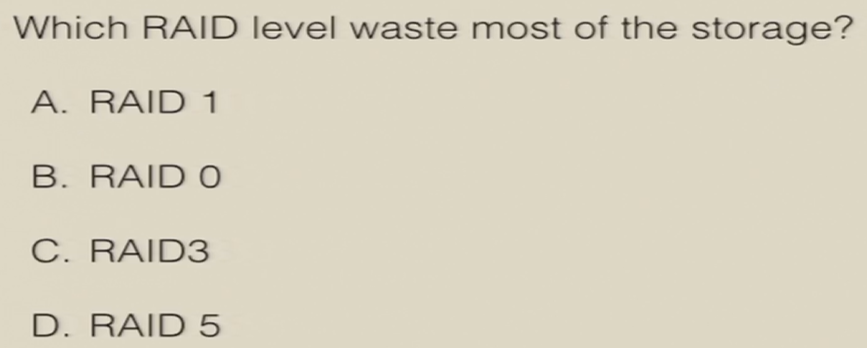 Which RAID level waste most of the storage?
A. RAID 1
B. RAID 0
C. RAID3
D. RAID 5